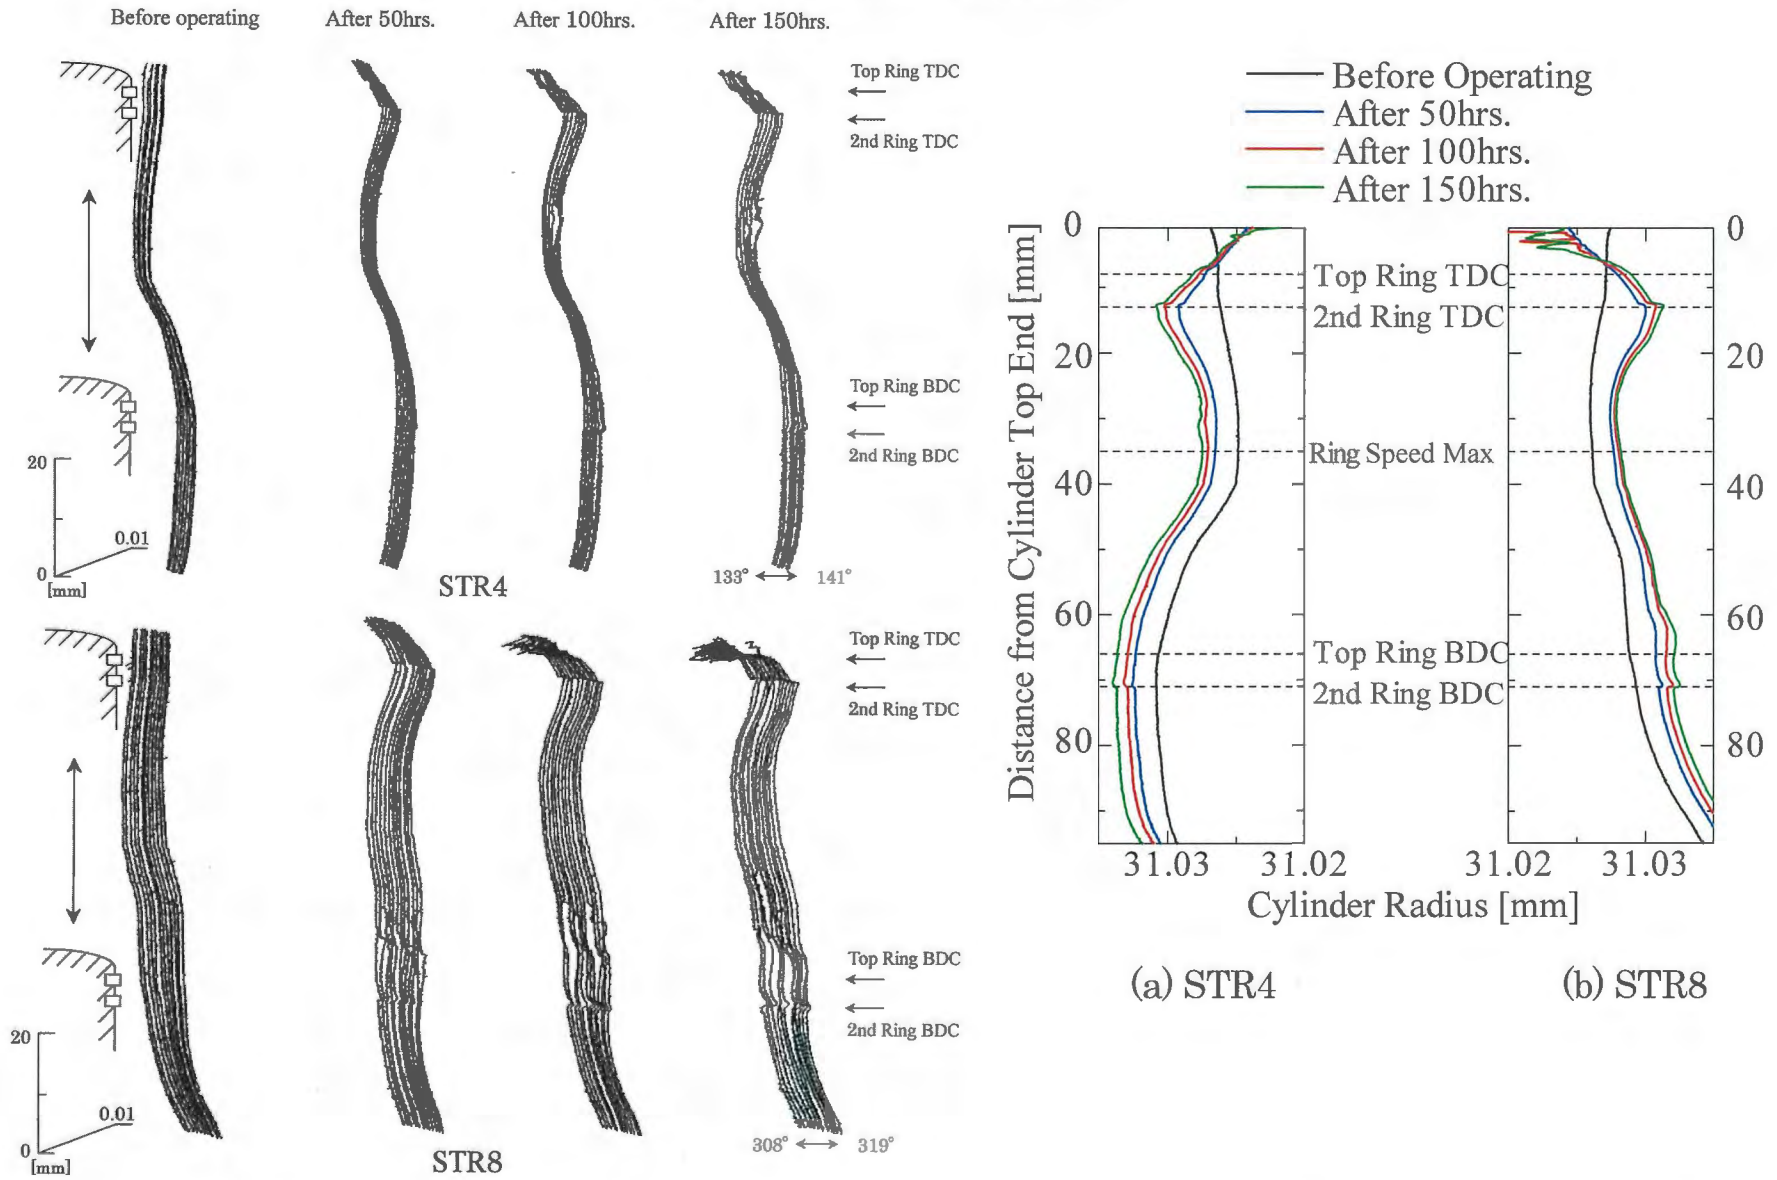 Before operating
After 50hrs.
After 100hrs.
After 150hrs.
Top Ring TDC
2nd Ring TDC
Top Ring BDC
2nd Ring BDC
20
0.01
0
[mm]
133°
141°
STR4
Top Ring TDC
2nd Ring TDC
Top Ring BDC
2nd Ring BDC
20
0.01
0
[mm]
308°
319°
STR8
Before Operating
After 50hrs.
After 100hrs.
After 150hrs.
Distance from Cylinder Top End [mm]
0
20
40
60
80
Top Ring TDC
2nd Ring TDC
Ring Speed Max
Top Ring BDC
2nd Ring BDC
0
20
40
60
80
31.03
31.02
31.02
31.03
Cylinder Radius [mm]
(a) STR4
(b) STR8